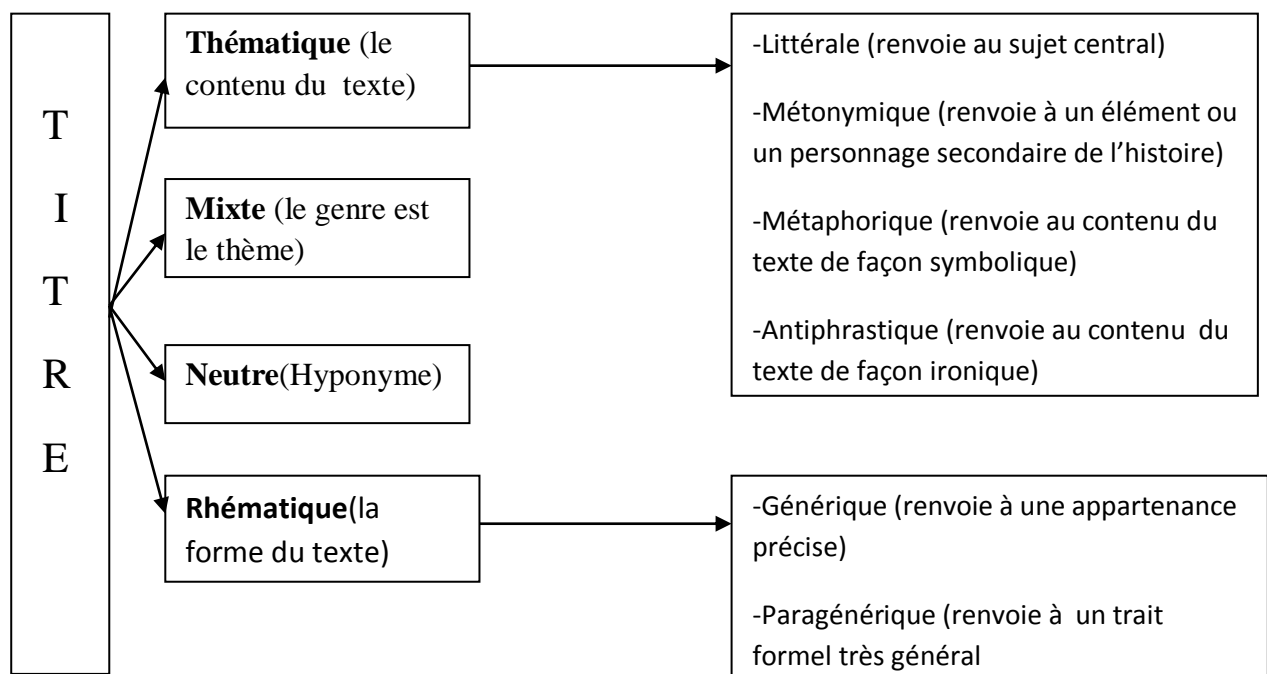 TITRE
Thématique (le
contenu du texte)
-Littérale (renvoie au sujet central)
-Métonymique (renvoie à un élément ou
un personnage secondaire de l’histoire)
-Métaphorique (renvoie au contenu du
texte de façon symbolique)
-Antiphrastique (renvoie au contenu du
texte de façon ironique)
Mixte (le genre est
le thème)
Neutre(Hyponyme)
Rhématique(la
forme du texte)
-Générique (renvoie à une appartenance
précise)
-Paragénérique (renvoie à un trait
formel très général